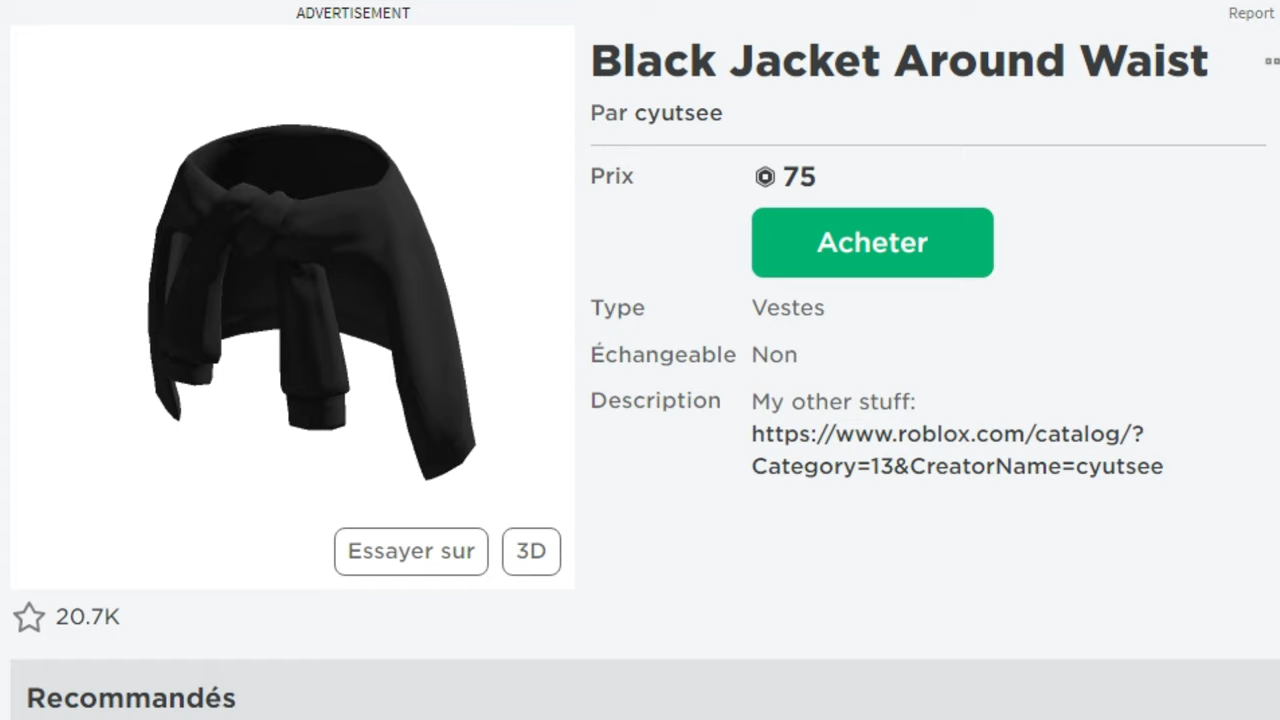 ADVERTISEMENT
Report
Black Jacket Around Waist
Par cyutsee
Prix 75
Acheter
Type Vestes
Échangeable Non
Description My other stuff:
https://www.roblox.com/catalog/?
Category=13&CreatorName=cyutsee
Essayer sur
3D
20.7K
Recommandés